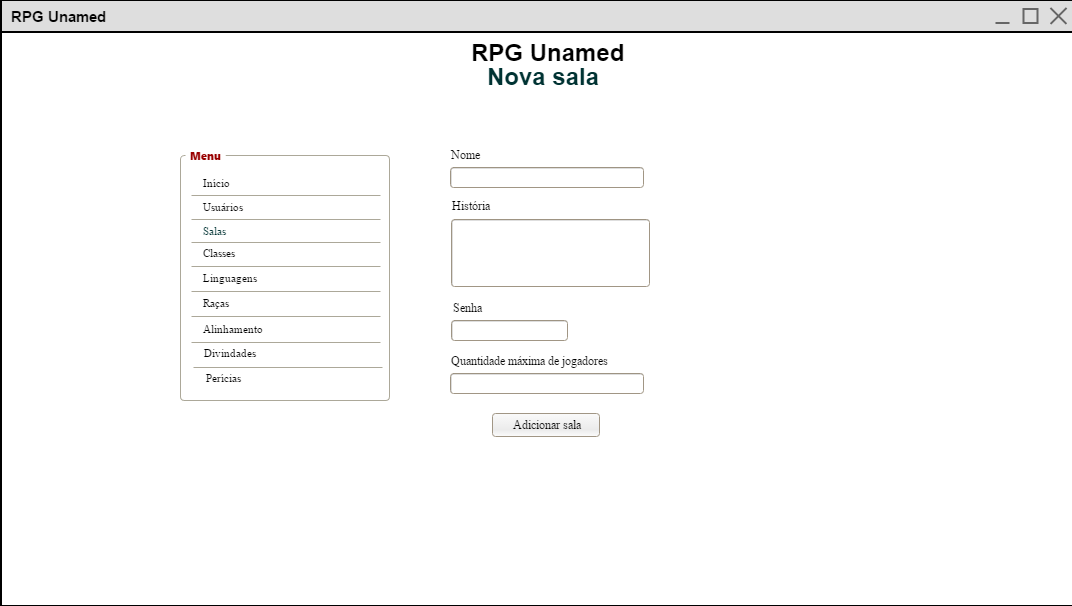 RPG Unamed
RPG Unamed
Nova sala
Menu
Início
Usuários
Salas
Classes
Linguagens
Raças
Alinhamento
Divindades
Perícias
Nome
História
Senha
Quantidade máxima de jogadores
Adicionar sala